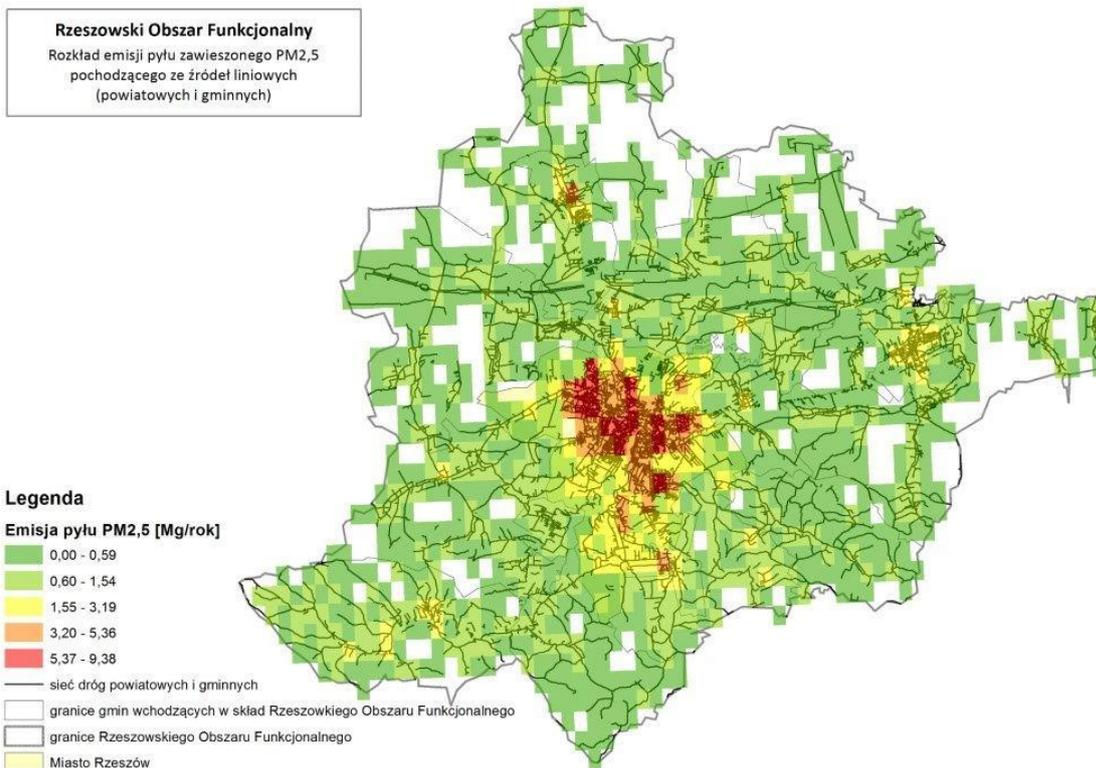 Rzeszowski Obszar Funkcjonalny
Rozkład emisji pyłu zawieszonego PM2,5
pochodzącego ze źródeł liniowych
(powiatowych i gminnych)
Legenda
Emisja pyłu PM2,5 [Mg/rok]
0,00 - 0,59
0,60 - 1,54
1,55 - 3,19
3,20 - 5,36
5,37 - 9,38
sieć dróg powiatowych i gminnych
granice gmin wchodzących w skład Rzeszowkiego Obszaru Funkcjonalnego
granice Rzeszowskiego Obszaru Funkcjonalnego
Miasto Rzeszów